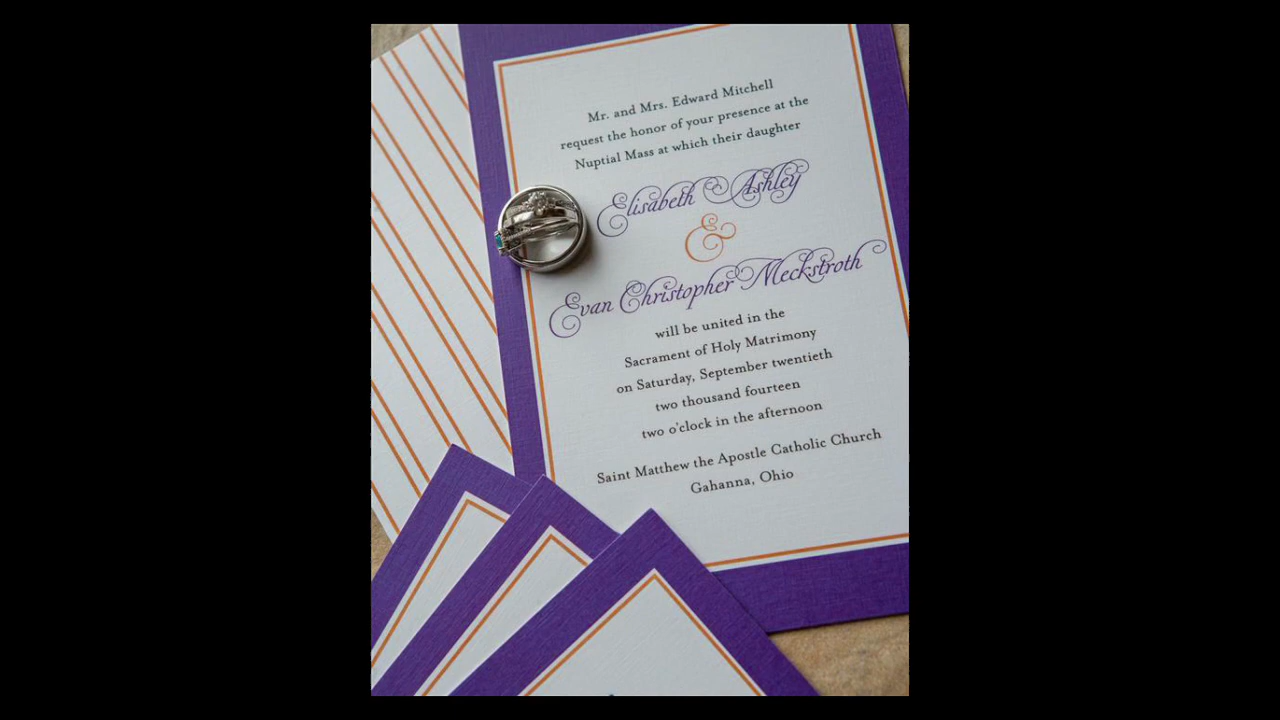 Mr. and Mrs. Edward Mitchell
request the honor of your presence at the
Nuptial Mass at which their daughter
Elisabeth Ashley
&
Evan Christopher Meckstroth
will be united in the
Sacrament of Holy Matrimony
on Saturday, September twentieth
two thousand fourteen
two o'clock in the afternoon
Saint Matthew the Apostle Catholic Church
Gahanna, Ohio